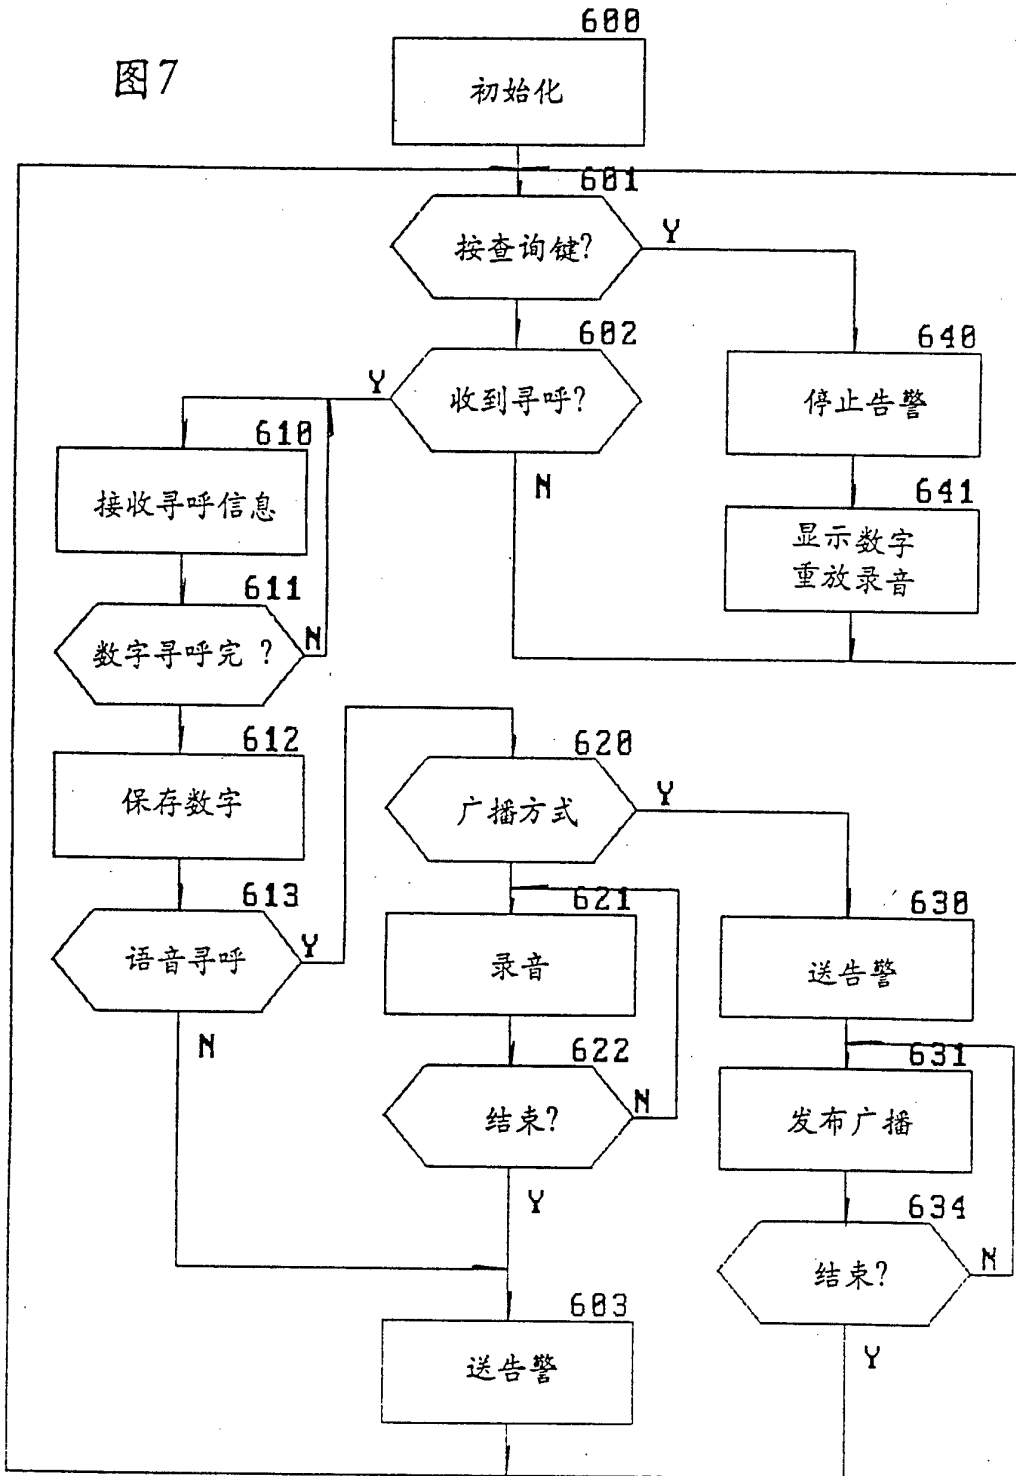 图7
600
初始化
601
按查询键?
Y
602
收到寻呼?
Y
N
640
停止告警
641
显示数字
重放录音
610
接收寻呼信息
611
数字寻呼完 ?
N
612
保存数字
613
语音寻呼
Y
N
620
广播方式
Y
621
录音
622
结束?
N
Y
630
送告警
631
发布广播
634
结束?
N
Y
603
送告警